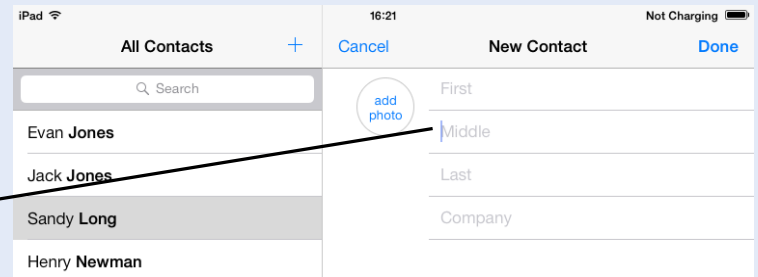 iPad 16:21 Not Charging
All Contacts + Cancel New Contact Done
Search
add
photo
First
Middle
Last
Company
Evan Jones
Jack Jones
Sandy Long
Henry Newman